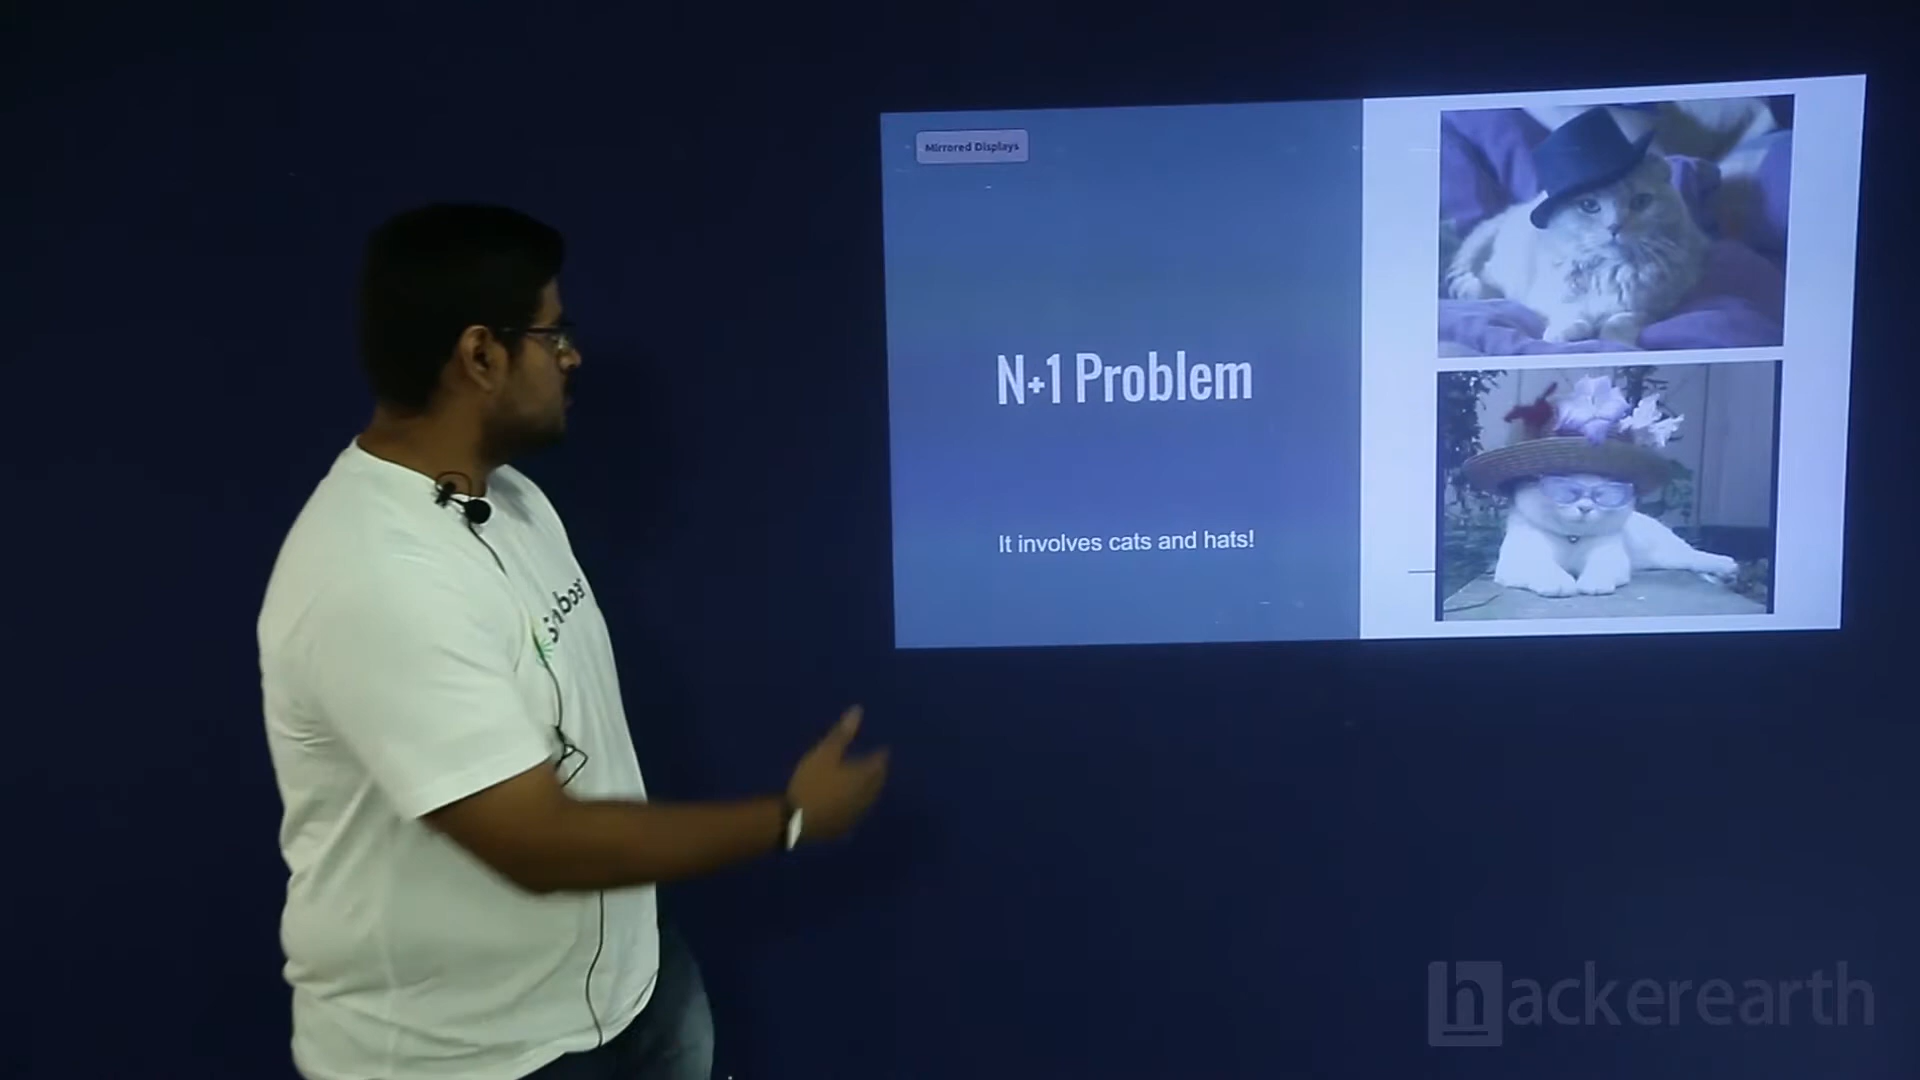 Mirrored Displays
N+1 Problem
It involves cats and hats!
hackerearth